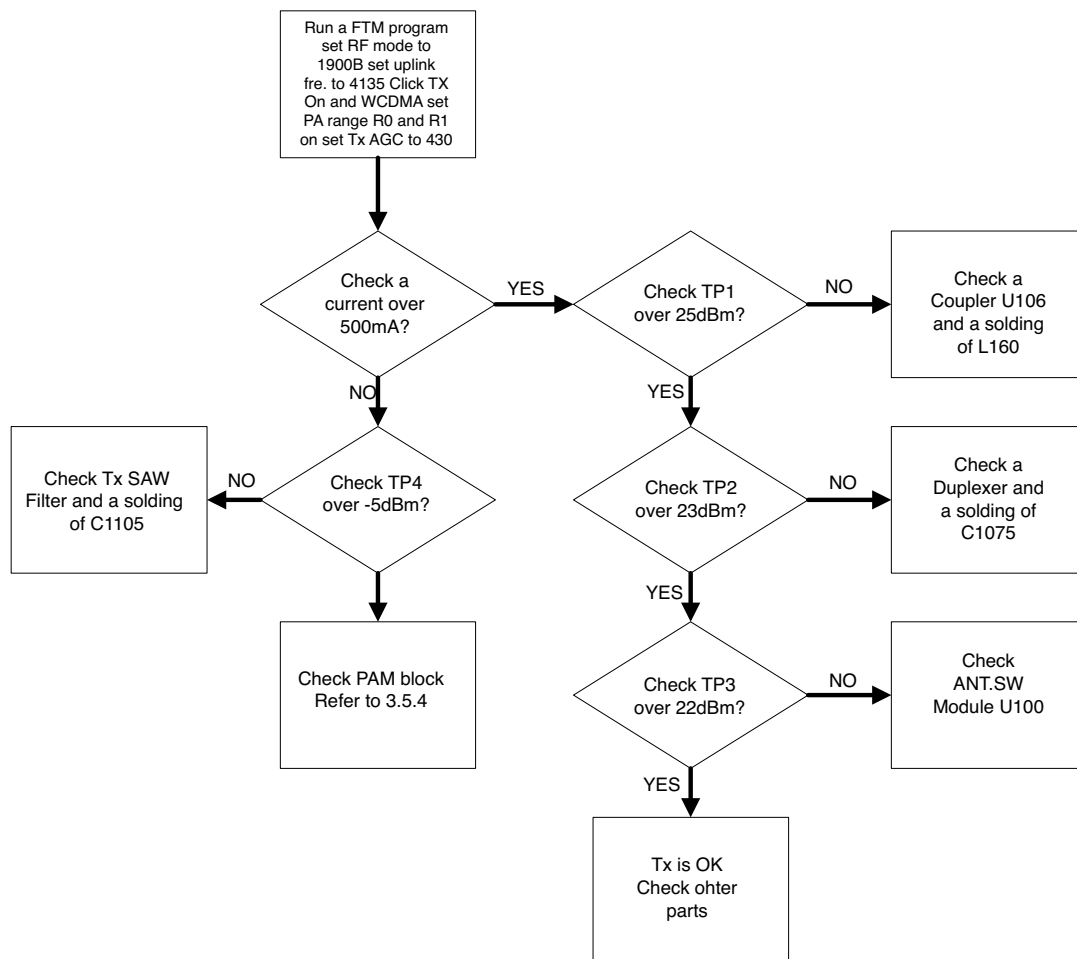 Run a FTM program
set RF mode to
1900B set uplink
fre. to 4135 Click TX
On and WCDMA set
PA range R0 and R1
on set Tx AGC to 430
Check a
current over
500mA?
YES
Check TP1
over 25dBm?
NO
Check a
Coupler U106
and a solding
of L160
NO
YES
Check Tx SAW
Filter and a solding
of C1105
NO
Check TP4
over -5dBm?
Check TP2
over 23dBm?
NO
Check a
Duplexer and
a solding of
C1075
YES
Check PAM block
Refer to 3.5.4
Check TP3
over 22dBm?
NO
Check
ANT.SW
Module U100
YES
Tx is OK
Check ohter
parts